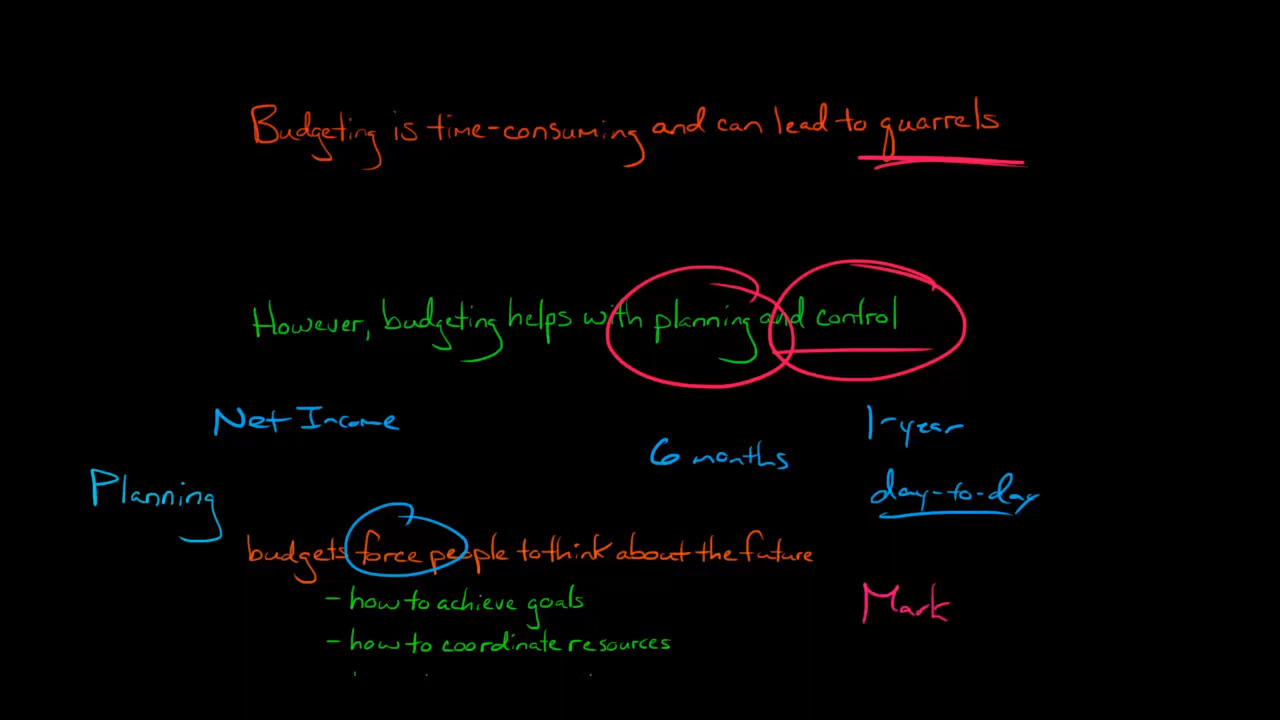 Budgeting is time-consuming and can lead to quarrels
However, budgeting helps with planning and control
Net Income
1-year
6 months
day-to-day
Planning
budgets force people to think about the future
- how to achieve goals
Mark
- how to coordinate resources